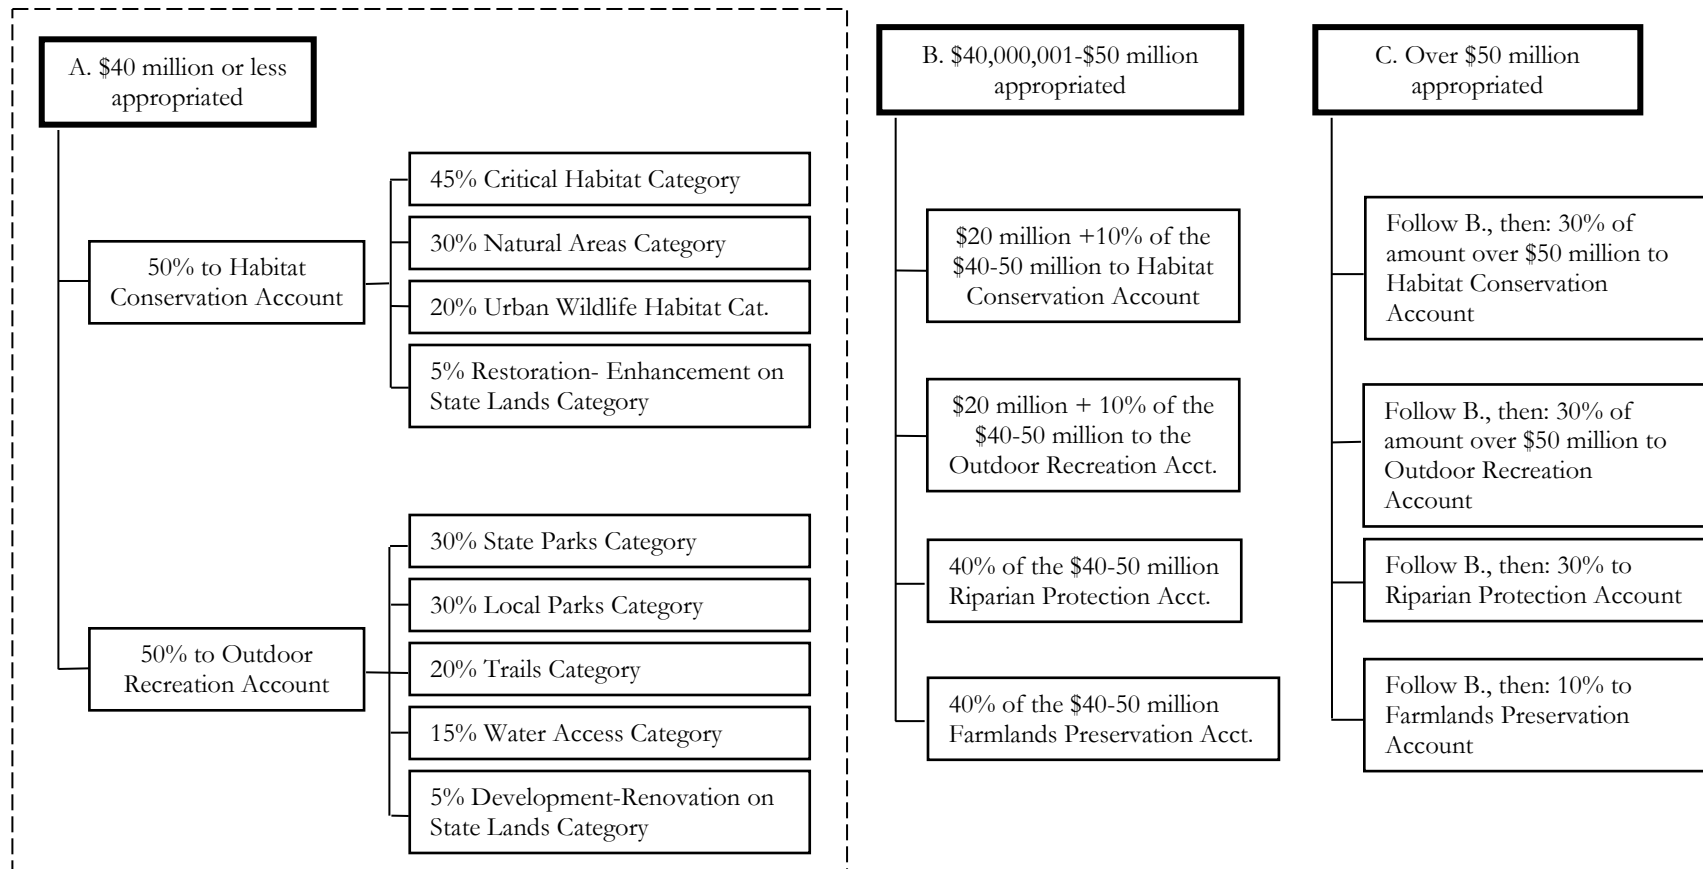 A. $40 million or less
appropriated
50% to Habitat
Conservation Account
45% Critical Habitat Category
30% Natural Areas Category
20% Urban Wildlife Habitat Cat.
5% Restoration- Enhancement on
State Lands Category
50% to Outdoor
Recreation Account
30% State Parks Category
30% Local Parks Category
20% Trails Category
15% Water Access Category
5% Development-Renovation on
State Lands Category
B. $40,000,001-$50 million
appropriated
$20 million +10% of the
$40-50 million to Habitat
Conservation Account
$20 million + 10% of the
$40-50 million to the
Outdoor Recreation Acct.
40% of the $40-50 million
Riparian Protection Acct.
40% of the $40-50 million
Farmlands Preservation Acct.
C. Over $50 million
appropriated
Follow B., then: 30% of
amount over $50 million to
Habitat Conservation
Account
Follow B., then: 30% of
amount over $50 million to
Outdoor Recreation
Account
Follow B., then: 30% to
Riparian Protection Account
Follow B., then: 10% to
Farmlands Preservation
Account